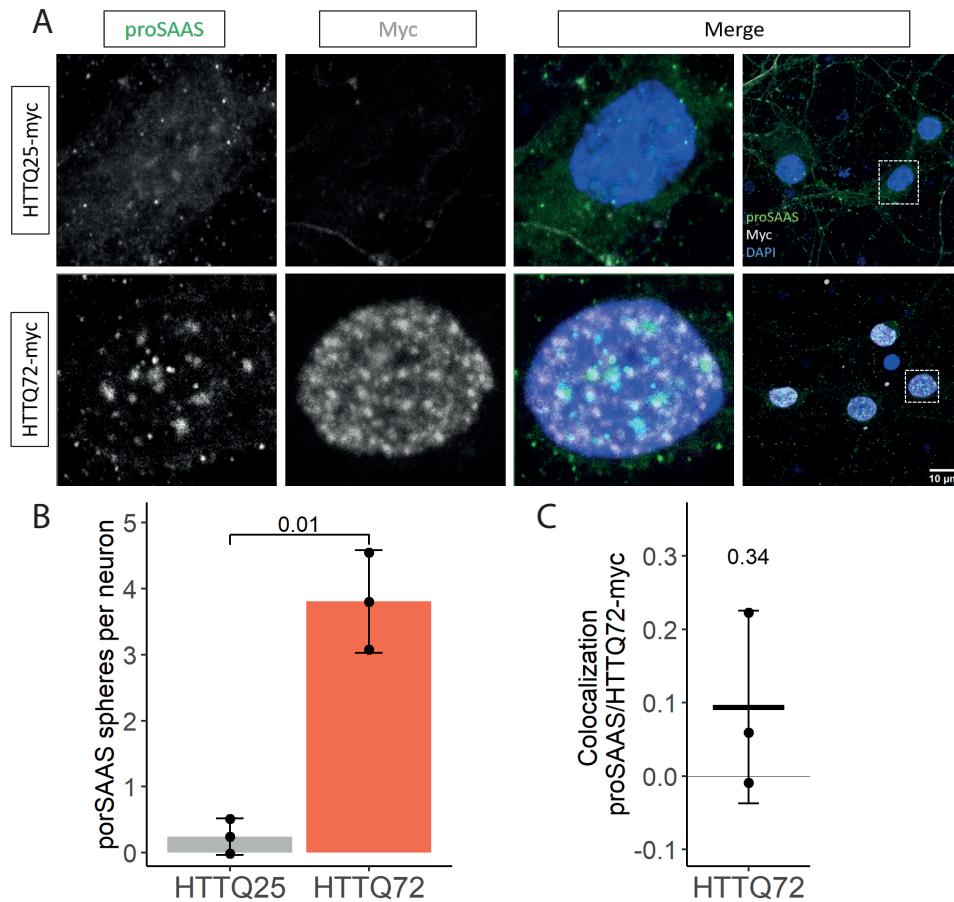 A
proSAAS
Myc
Merge
HTTQ25-myc
proSAAS
Myc
DAPI
HTTQ72-myc
10 µm
B
porSAAS spheres per neuron
5
4
3
2
1
0
0.01
HTTQ25
HTTQ72
C
Colocalization
proSAAS/HTTQ72-myc
0.3
0.2
0.1
0.0
-0.1
0.34
HTTQ72